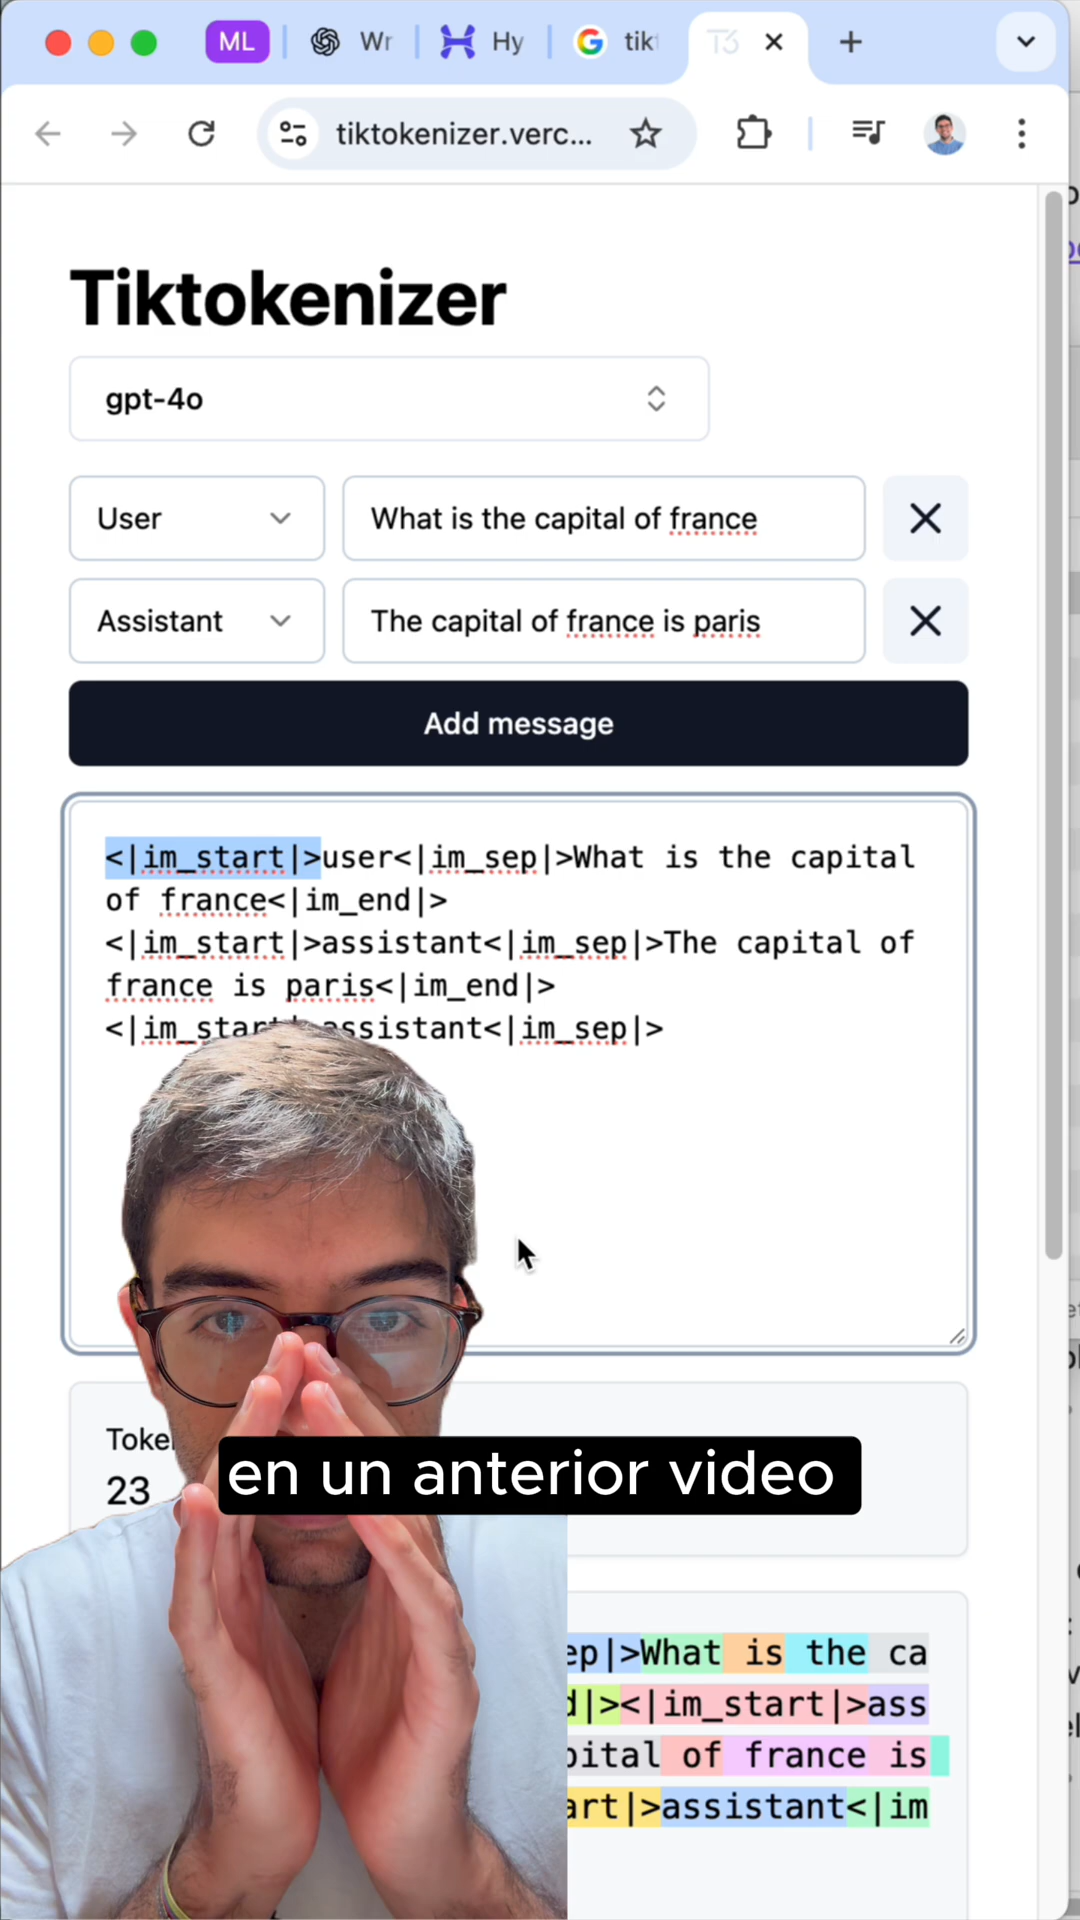 ML
Wr
Hy
tik
T3
tiktokenizer.verc...
Tiktokenizer
gpt-4o
User
What is the capital of france
Assistant
The capital of france is paris
Add message
<|im_start|>user<|im_sep|>What is the capital
of france<|im_end|>
<|im_start|>assistant<|im_sep|>The capital of
france is paris<|im_end|>
<|im_start|>assistant<|im_sep|>
Toke
23
en un anterior video
ep|>What is the ca
d|><|im_start|>ass
pital of france is
art|>assistant<|im